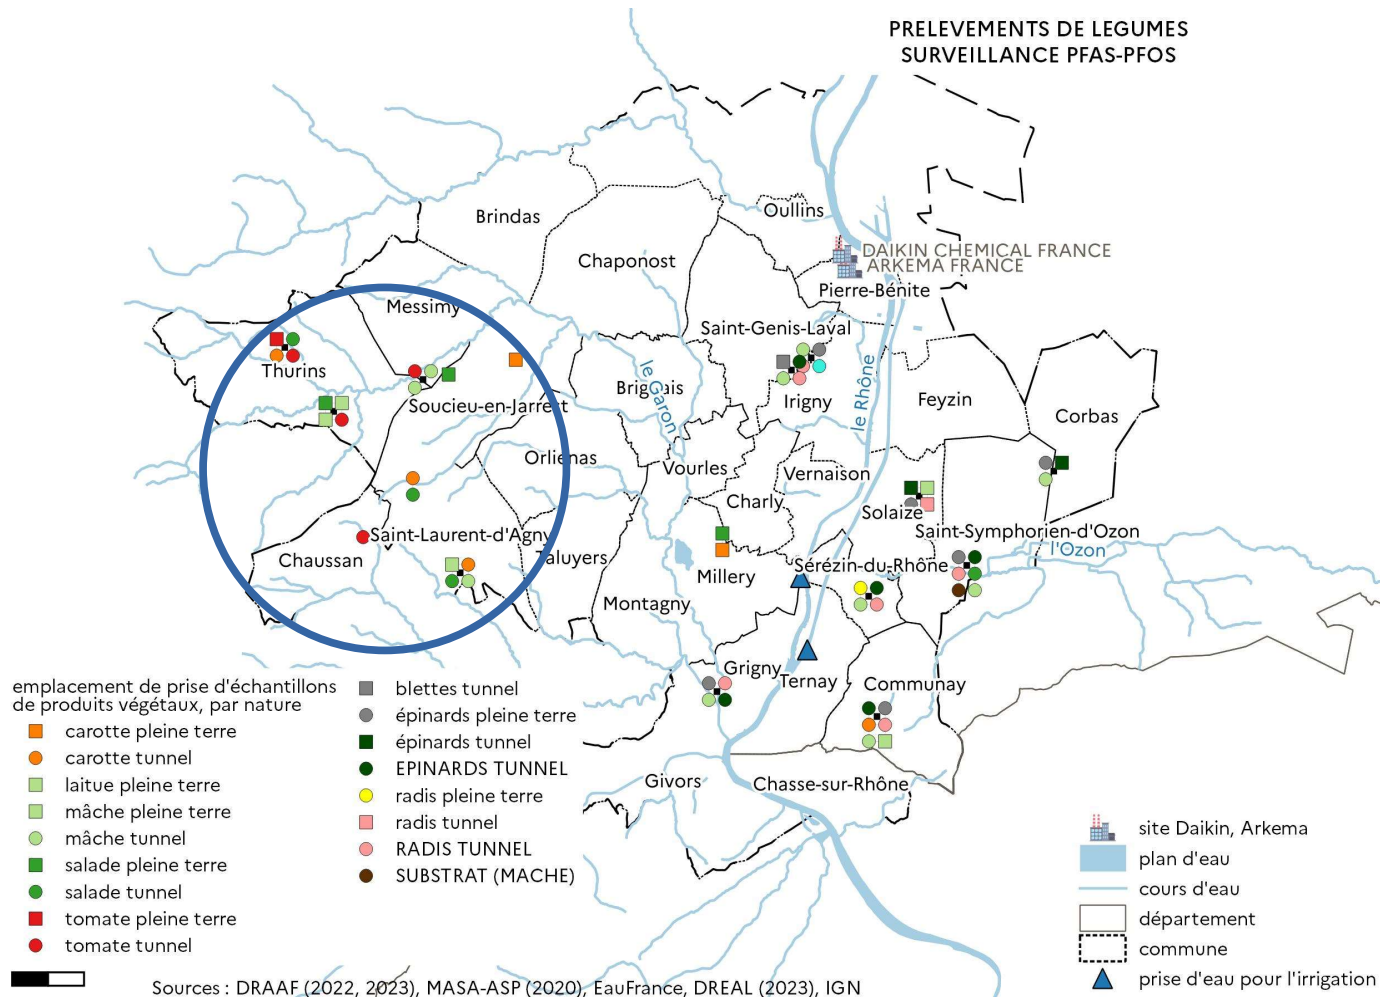 PRELEVEMENTS DE LEGUMES
SURVEILLANCE PFAS-PFOS
Brindas
Oullins
Chaponost
DAIKIN CHEMICAL FRANCE
ARKEMA FRANCE
Pierre-Bénite
Messimy
Saint-Genis-Laval
Thurins
le Garon
Brignais
le Rhône
Irigny
Feyzin
Corbas
Soucieu-en-Jarrest
Orliénas
Vourles
Vernaison
Charly
Solaize
Saint-Symphorien-d'Ozon
l'Ozon
Saint-Laurent-d'Agny
Chaussan
Taluyers
Millery
Sérézin-du-Rhône
Montagny
Grigny
Ternay
Communay
Givors
Chasse-sur-Rhône
emplacement de prise d'échantillons
de produits végétaux, par nature
carotte pleine terre
carotte tunnel
laitue pleine terre
mâche pleine terre
mâche tunnel
salade pleine terre
salade tunnel
tomate pleine terre
tomate tunnel
blettes tunnel
épinards pleine terre
épinards tunnel
EPINARDS TUNNEL
radis pleine terre
radis tunnel
RADIS TUNNEL
SUBSTRAT (MACHE)
site Daikin, Arkema
plan d'eau
cours d'eau
département
commune
prise d'eau pour l'irrigation
Sources : DRAAF (2022, 2023), MASA-ASP (2020), EauFrance, DREAL (2023), IGN